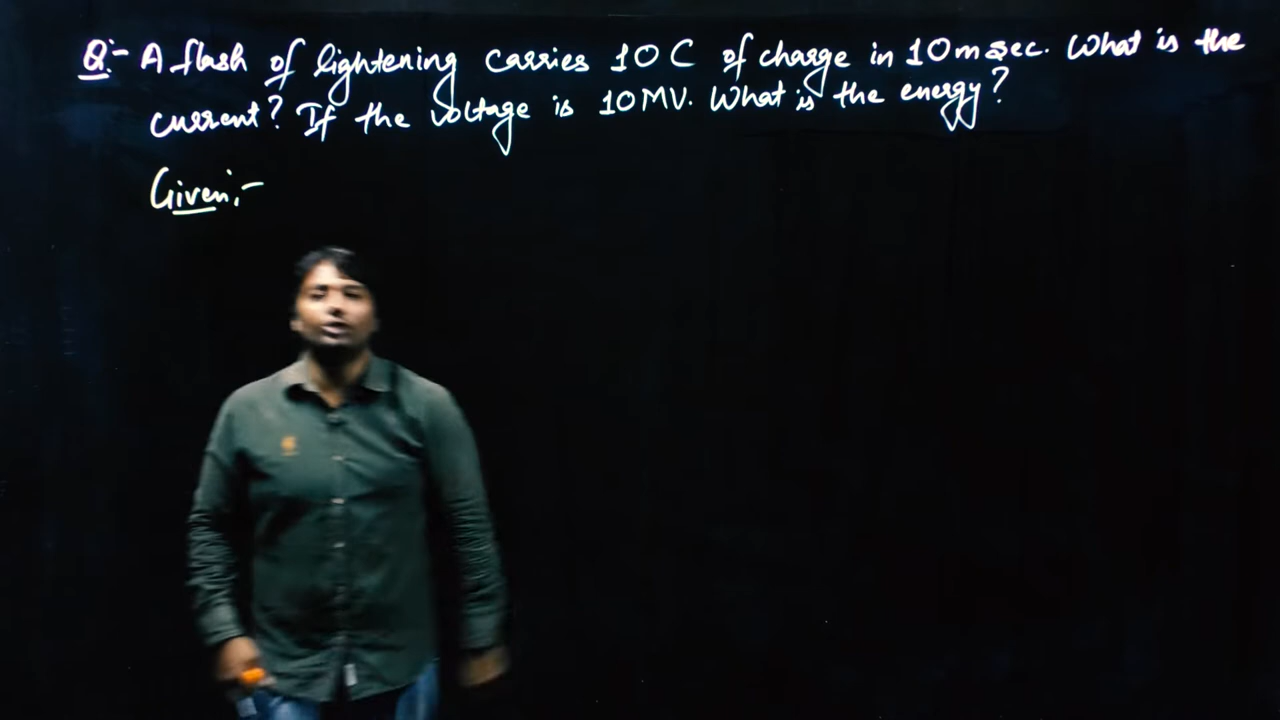 Q:- A flash of lightening carries 10 C of charge in 10 m sec. What is the
current? If the voltage is 10 MV. What is the energy?
Given:-